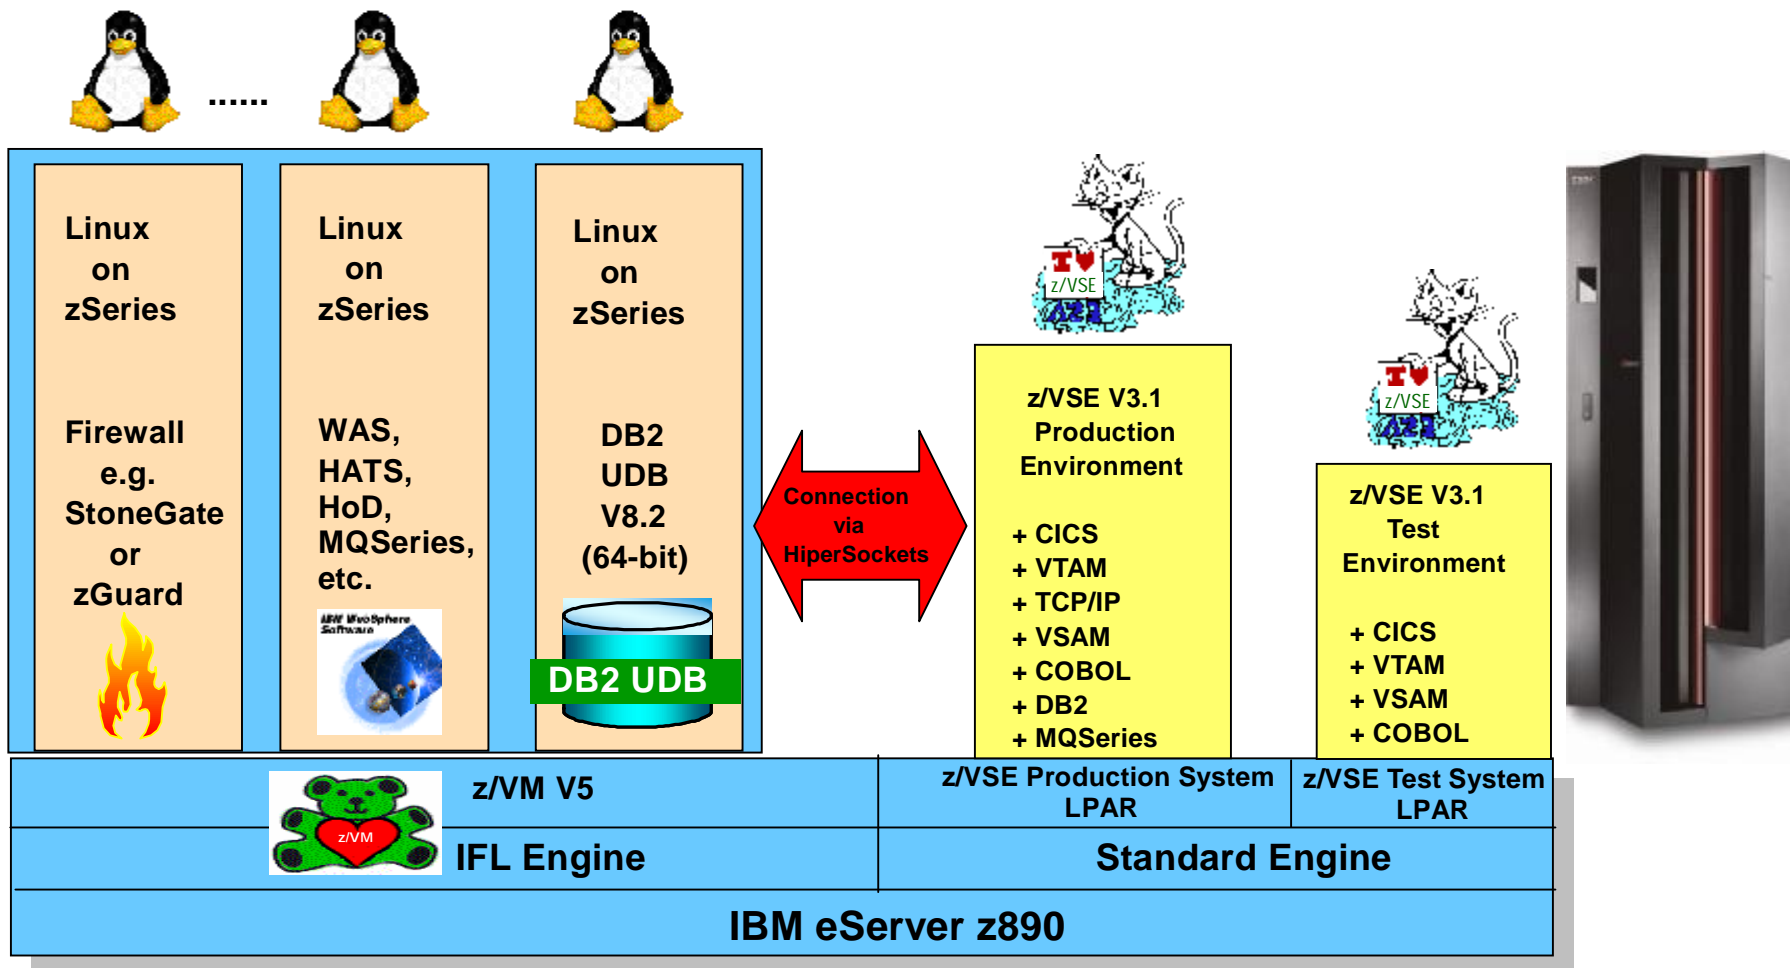 ......
Linux
on
zSeries
Firewall
e.g.
StoneGate
or
zGuard
Linux
on
zSeries
WAS,
HATS,
HoD,
MQSeries,
etc.
IBM WebSphere
Software
Linux
on
zSeries
DB2
UDB
V8.2
(64-bit)
DB2 UDB
Connection
via
HiperSockets
I
z/VSE
z/VSE V3.1
Production
Environment
+ CICS
+ VTAM
+ TCP/IP
+ VSAM
+ COBOL
+ DB2
+ MQSeries
I
z/VSE
z/VSE V3.1
Test
Environment
+ CICS
+ VTAM
+ VSAM
+ COBOL
z/VM
z/VM V5
z/VSE Production System
LPAR
z/VSE Test System
LPAR
IFL Engine
Standard Engine
IBM eServer z890